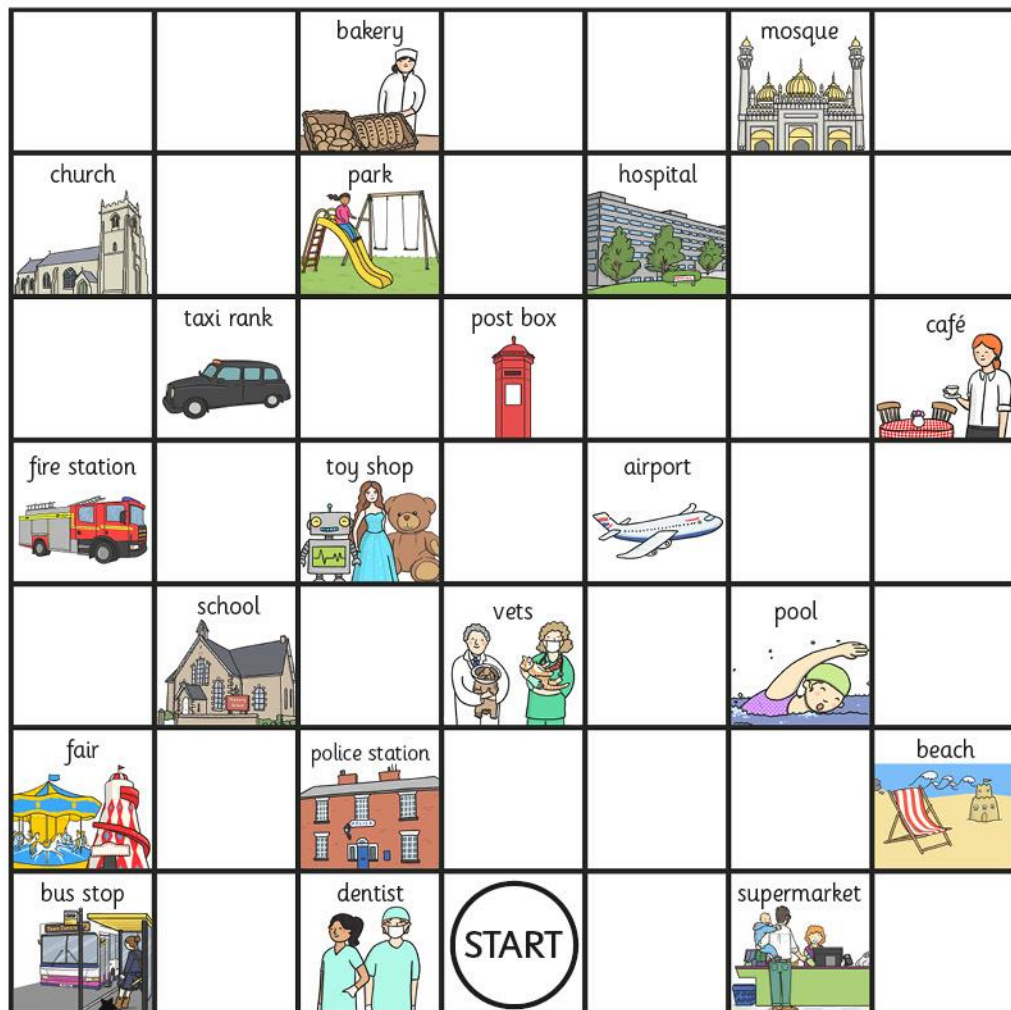 bakery
mosque
church
park
hospital
taxi rank
post box
café
fire station
toy shop
airport
school
vets
pool
fair
police station
beach
POLICE
bus stop
dentist
START
supermarket